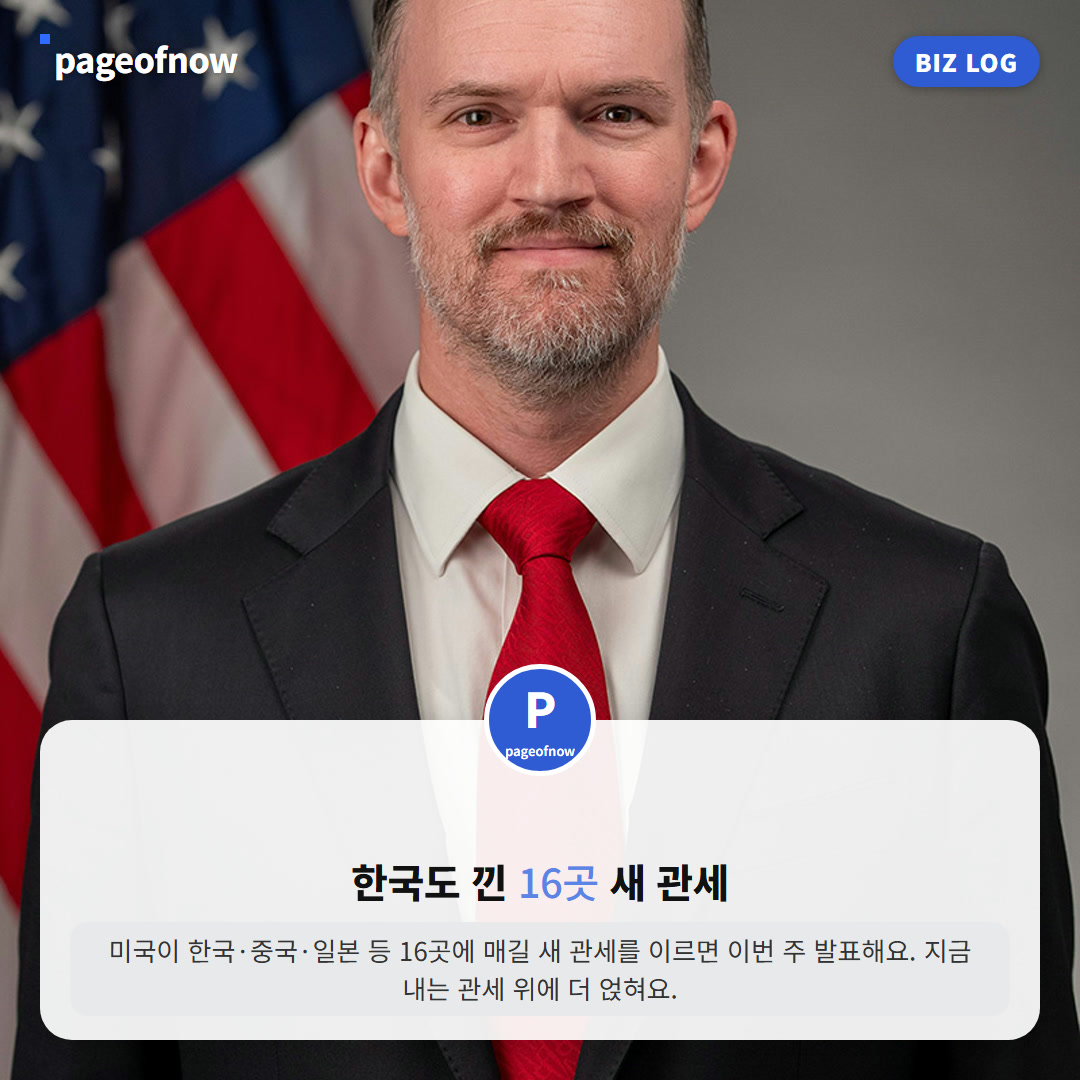 pageofnow
BIZ LOG
P
pageofnow
한국도 낀 16곳 새 관세
미국이 한국·중국·일본 등 16곳에 매길 새 관세를 이르면 이번 주 발표해요. 지금
내는 관세 위에 더 얹혀요.